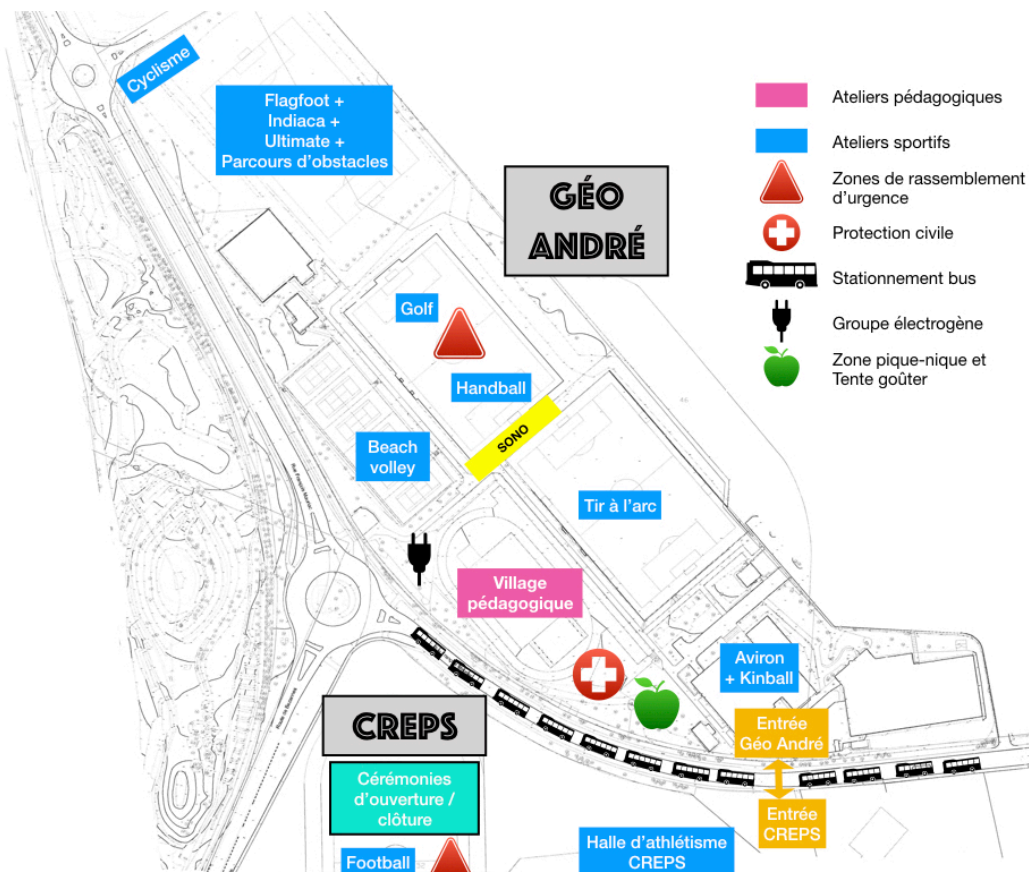 Cyclisme
Flagfoot +
Indiaca +
Ultimate +
Parcours d'obstacles
GÉO
ANDRÉ
Ateliers pédagogiques
Ateliers sportifs
Zones de rassemblement
d'urgence
Protection civile
Stationnement bus
Groupe électrogène
Zone pique-nique et
Tente goûter
Golf
Handball
SONO
Beach
volley
Tir à l'arc
Village
pédagogique
Aviron
+ Kinball
Entrée
Géo André
Entrée
CREPS
CREPS
Cérémonies
d'ouverture /
clôture
Football
Halle d'athlétisme
CREPS